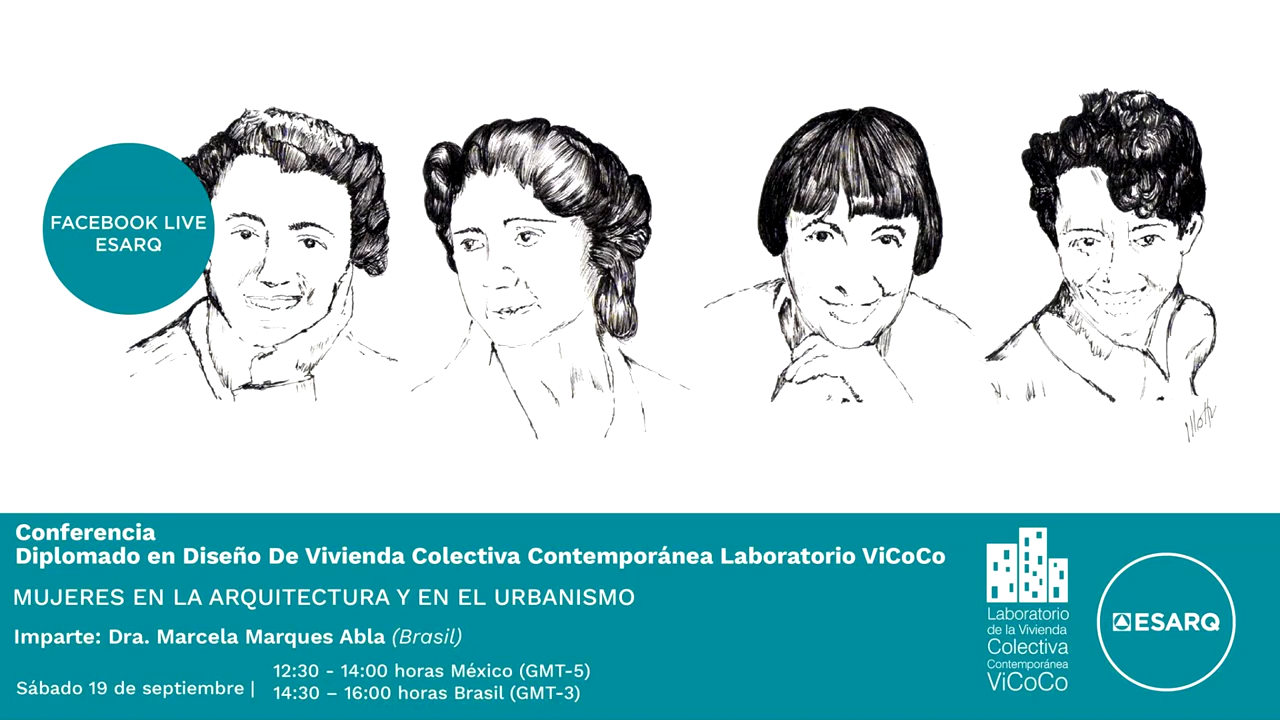 FACEBOOK LIVE
ESARQ
Conferencia
Diplomado en Diseño De Vivienda Colectiva Contemporánea Laboratorio ViCoCo
MUJERES EN LA ARQUITECTURA Y EN EL URBANISMO
Imparte: Dra. Marcela Marques Abla (Brasil)
Sábado 19 de septiembre |
12:30 - 14:00 horas México (GMT-5)
14:30 – 16:00 horas Brasil (GMT-3)
Laboratorio
de la Vivienda
Colectiva
Contemporánea
ViCoCo
ESARQ